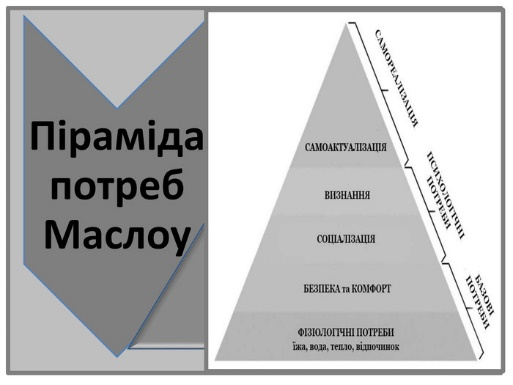 Піраміда
потреб
Маслоу
САМОАКТУАЛІЗАЦІЯ
ВИЗНАННЯ
СОЦІАЛІЗАЦІЯ
БЕЗПЕКА та КОМФОРТ
ФІЗІОЛОГІЧНІ ПОТРЕБИ
їжа, вода, тепло, відпочинок
САМОРЕАЛІЗАЦІЯ
ПСИХОЛОГІЧНІ
ПОТРЕБИ
БАЗОВІ
ПОТРЕБИ